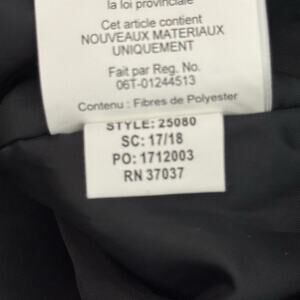 la loi provinciale
Cet article contient
NOUVEAUX MATERIAUX
UNIQUEMENT
Fait par Reg. No.
06T-01244513
Contenu : Fibres de Polyester
STYLE: 25080
SC: 17/18
PO: 1712003
RN 37037